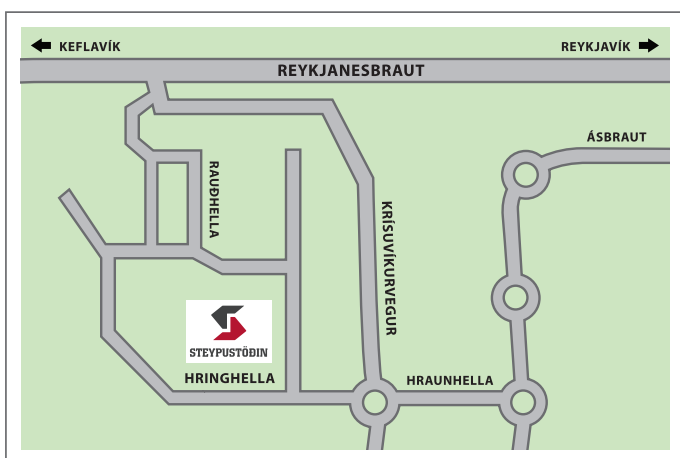 KEFLAVÍK
REYKJAVÍK
REYKJANESBRAUT
ÁSBRAUT
RAUÐHELLA
KRÍSUVÍKURVEGUR
STEYPUSTÖÐIN
HRINGHELLA
HRAUNHELLA